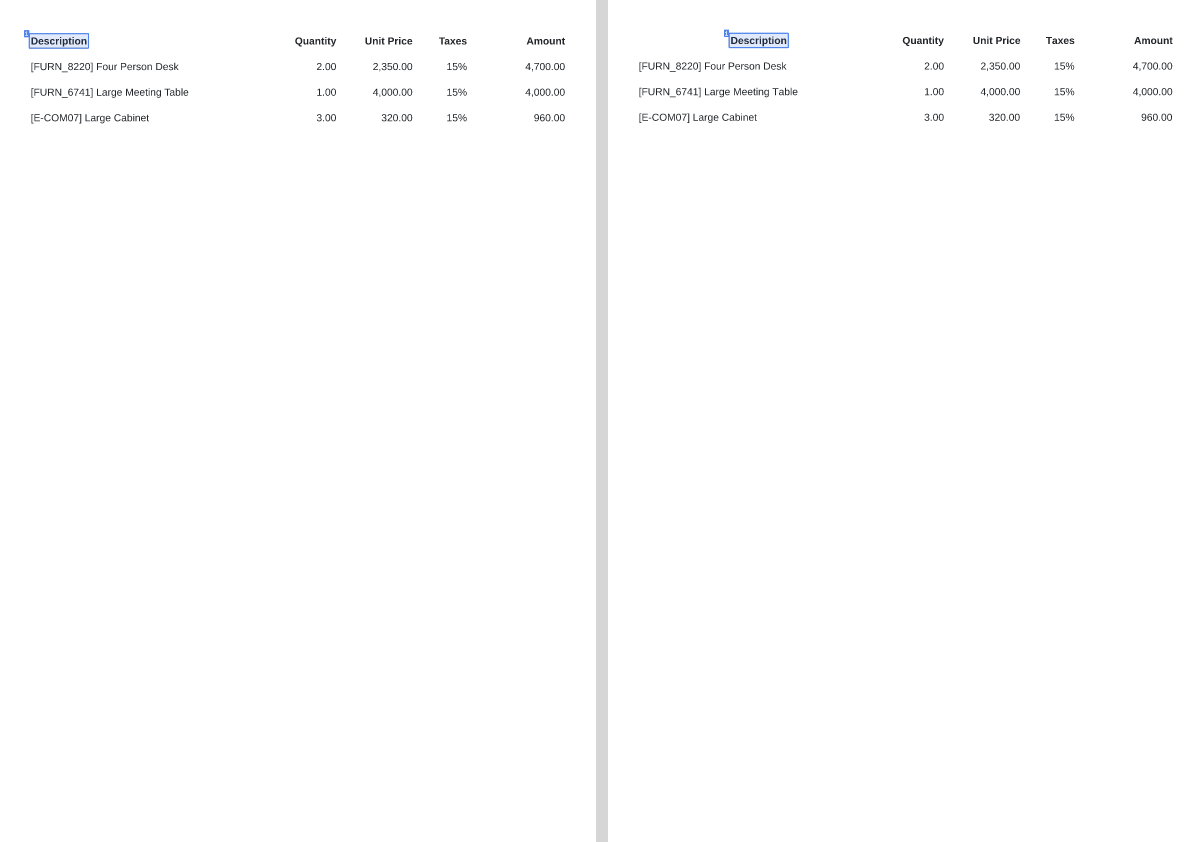 Description Quantity Unit Price Taxes Amount
[FURN_8220] Four Person Desk 2.00 2,350.00 15% 4,700.00
[FURN_6741] Large Meeting Table 1.00 4,000.00 15% 4,000.00
[E-COM07] Large Cabinet 3.00 320.00 15% 960.00
Description Quantity Unit Price Taxes Amount
[FURN_8220] Four Person Desk 2.00 2,350.00 15% 4,700.00
[FURN_6741] Large Meeting Table 1.00 4,000.00 15% 4,000.00
[E-COM07] Large Cabinet 3.00 320.00 15% 960.00